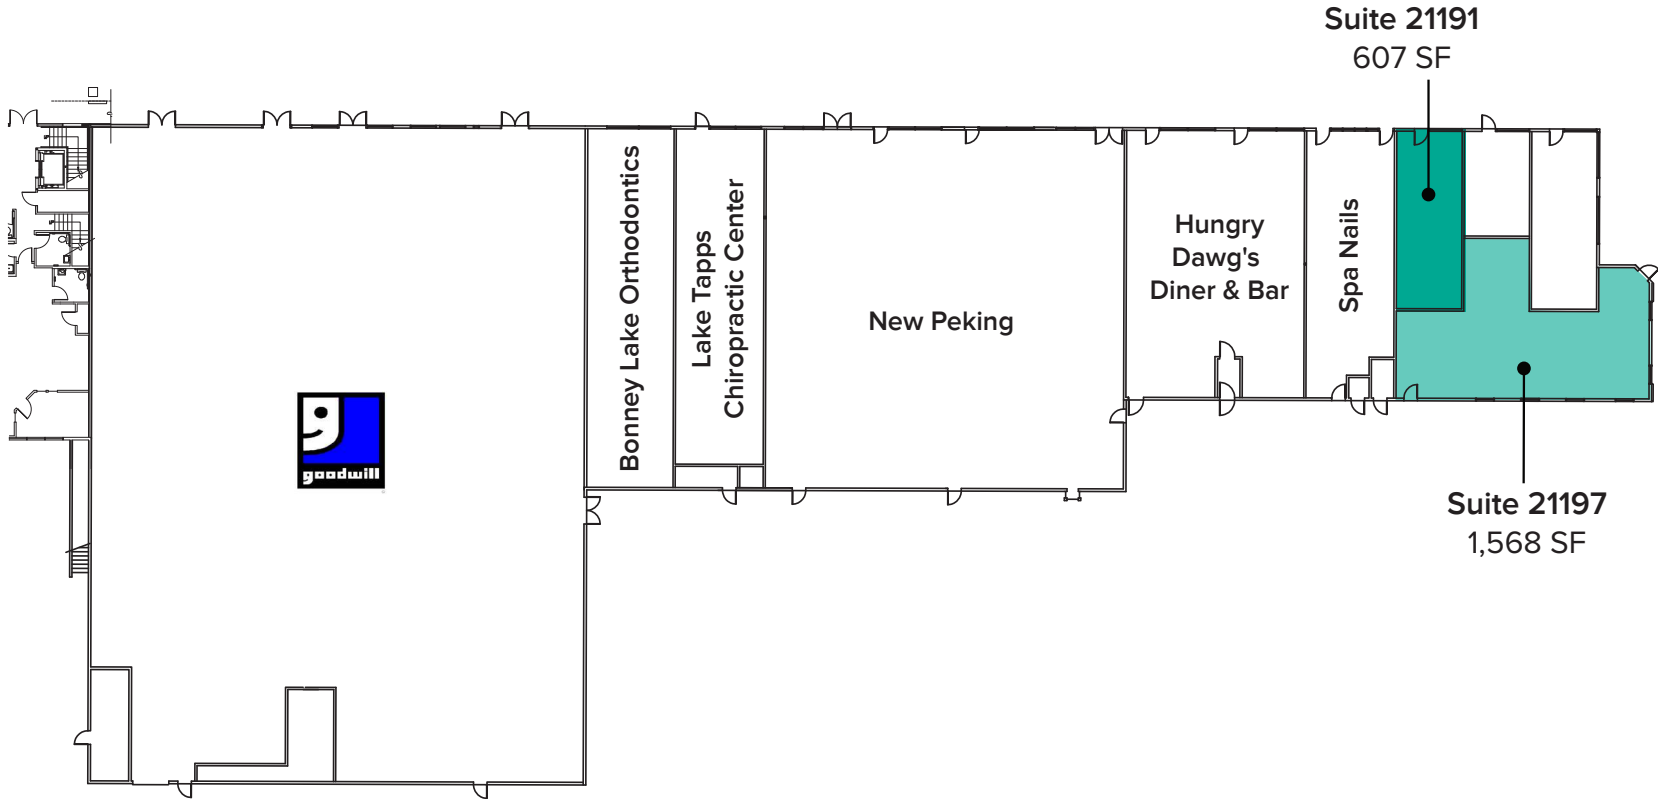 Suite 21191
607 SF
Bonney Lake Orthodontics
Lake Tapps
Chiropractic Center
New Peking
Hungry
Dawg's
Diner & Bar
Spa Nails
goodwill
Suite 21197
1,568 SF